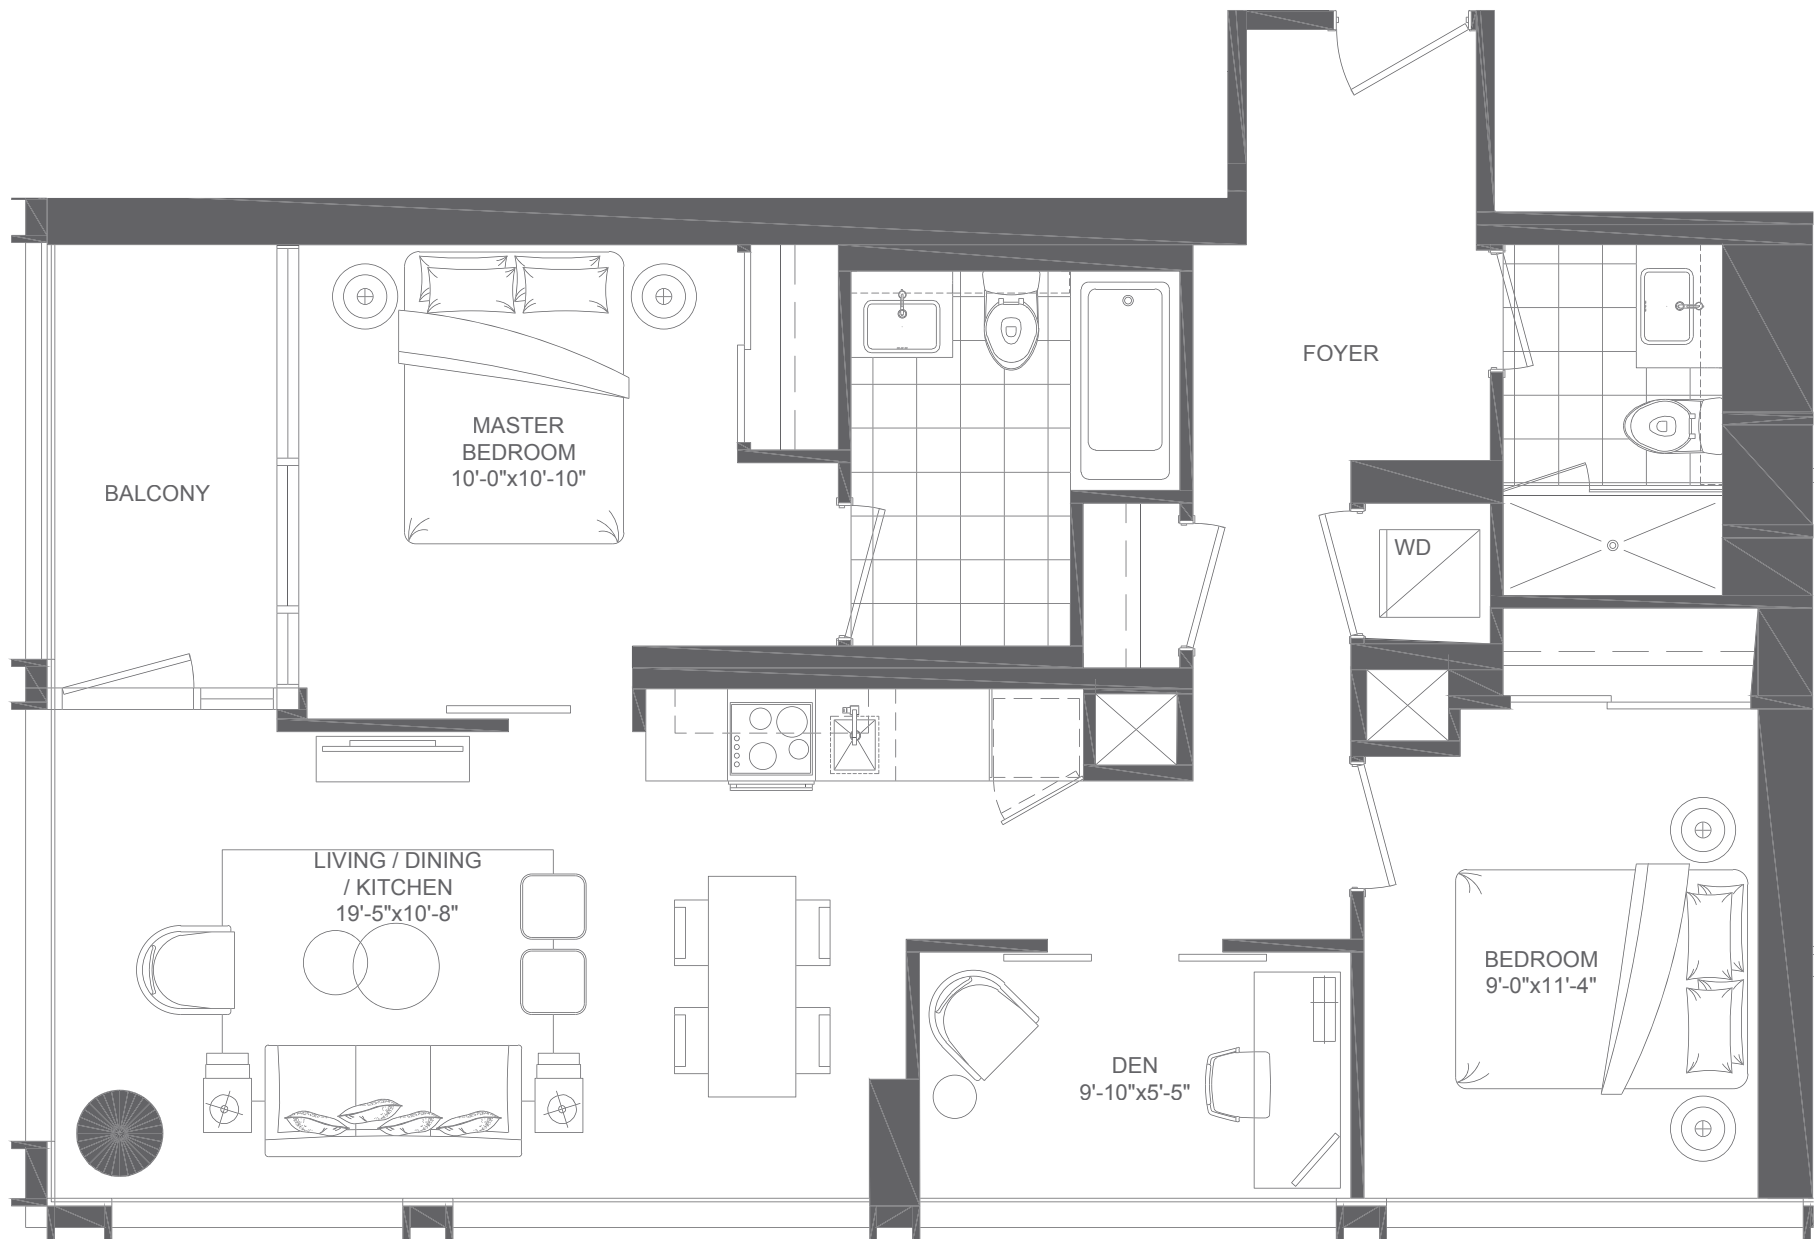 FOYER
MASTER
BEDROOM
10'-0"x10'-10"
BALCONY
WD
LIVING / DINING
/ KITCHEN
19'-5"x10'-8"
BEDROOM
9'-0"x11'-4"
DEN
9'-10"x5'-5"